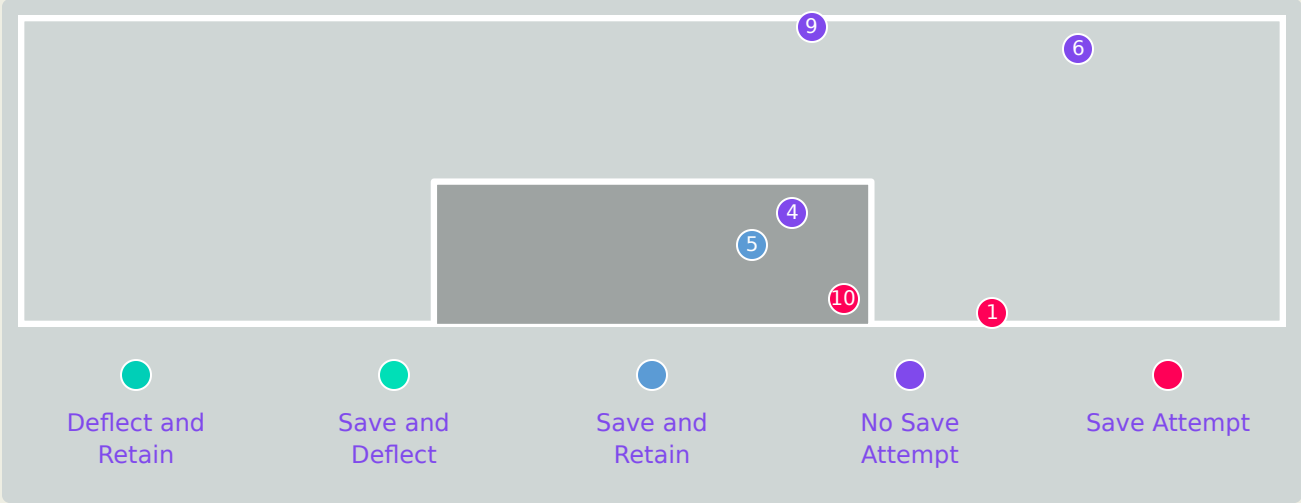 9
6
4
5
10
1
Deflect and
Retain
Save and
Deflect
Save and
Retain
No Save
Attempt
Save Attempt